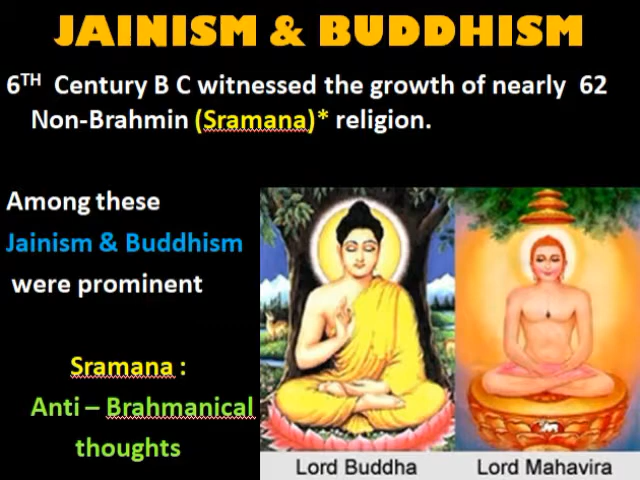 JAINISM & BUDDHISM
6TH Century B C witnessed the growth of nearly 62
Non-Brahmin (Sramana)* religion.
Among these
Jainism & Buddhism
were prominent
Sramana :
Anti – Brahmanical
thoughts
Lord Buddha
Lord Mahavira